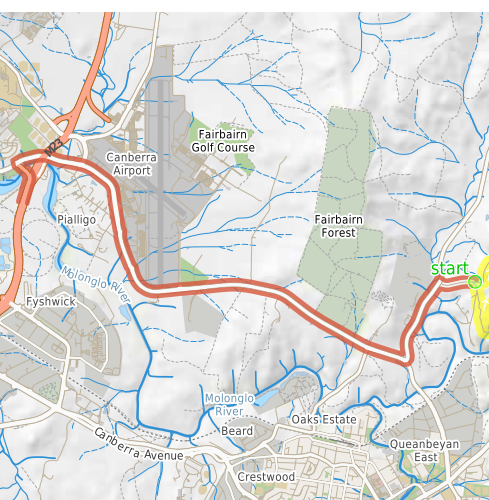 M23
Fairbairn
Golf Course
Canberra
Airport
Pialligo
Fairbairn
Forest
start
Molonglo River
Fyshwick
Molonglo
River
Beard
Oaks Estate
Canberra Avenue
Queanbeyan
East
Crestwood